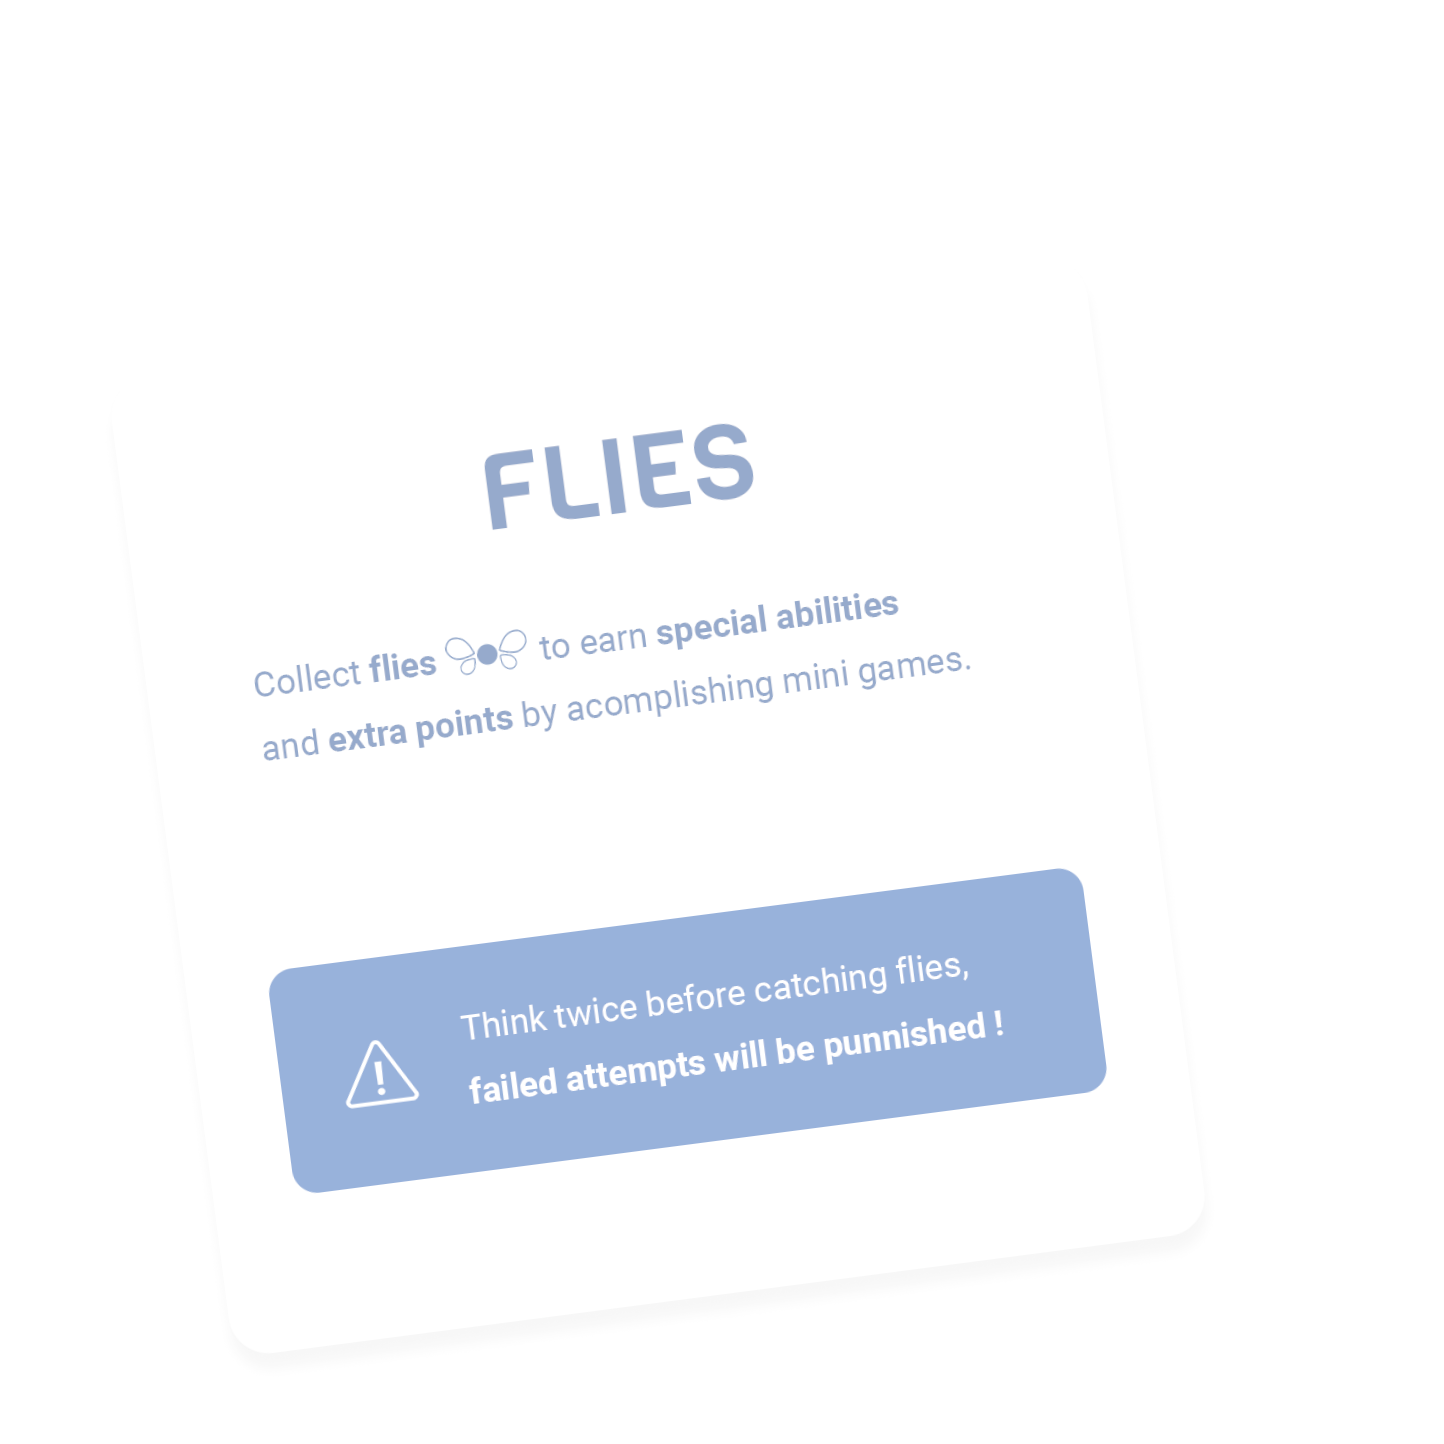 FLIES
Collect flies to earn special abilities
and extra points by acomplishing mini games.
Think twice before catching flies,
failed attempts will be punnished !